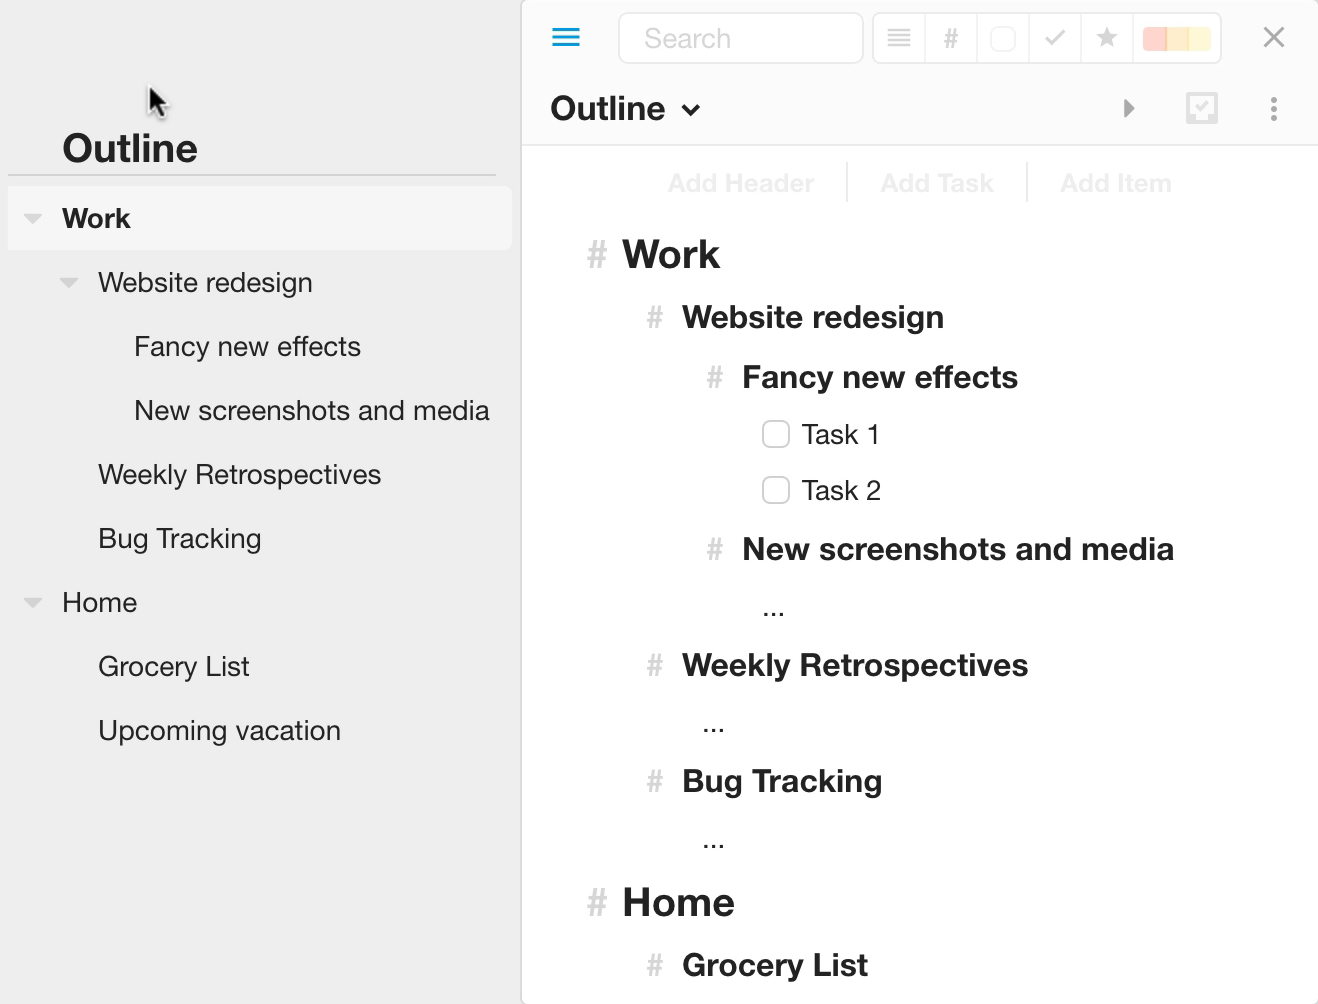 Outline
Work
Website redesign
Fancy new effects
New screenshots and media
Weekly Retrospectives
Bug Tracking
Home
Grocery List
Upcoming vacation
Search
#
Outline
Add Header
Add Task
Add Item
# Work
# Website redesign
# Fancy new effects
Task 1
Task 2
# New screenshots and media
...
# Weekly Retrospectives
...
# Bug Tracking
...
# Home
# Grocery List